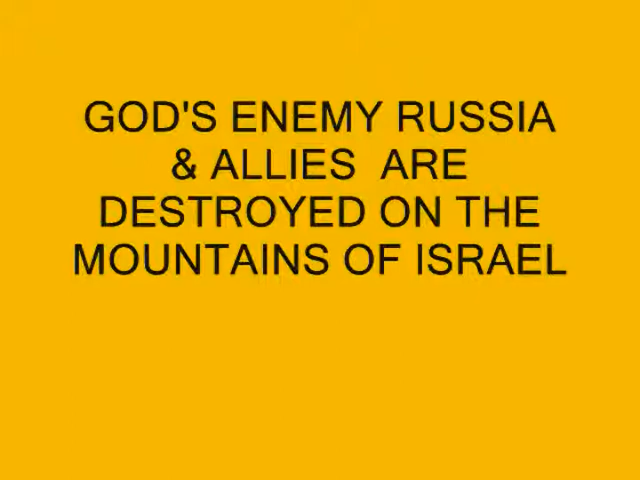 GOD'S ENEMY RUSSIA
& ALLIES  ARE
DESTROYED ON THE
MOUNTAINS OF ISRAEL